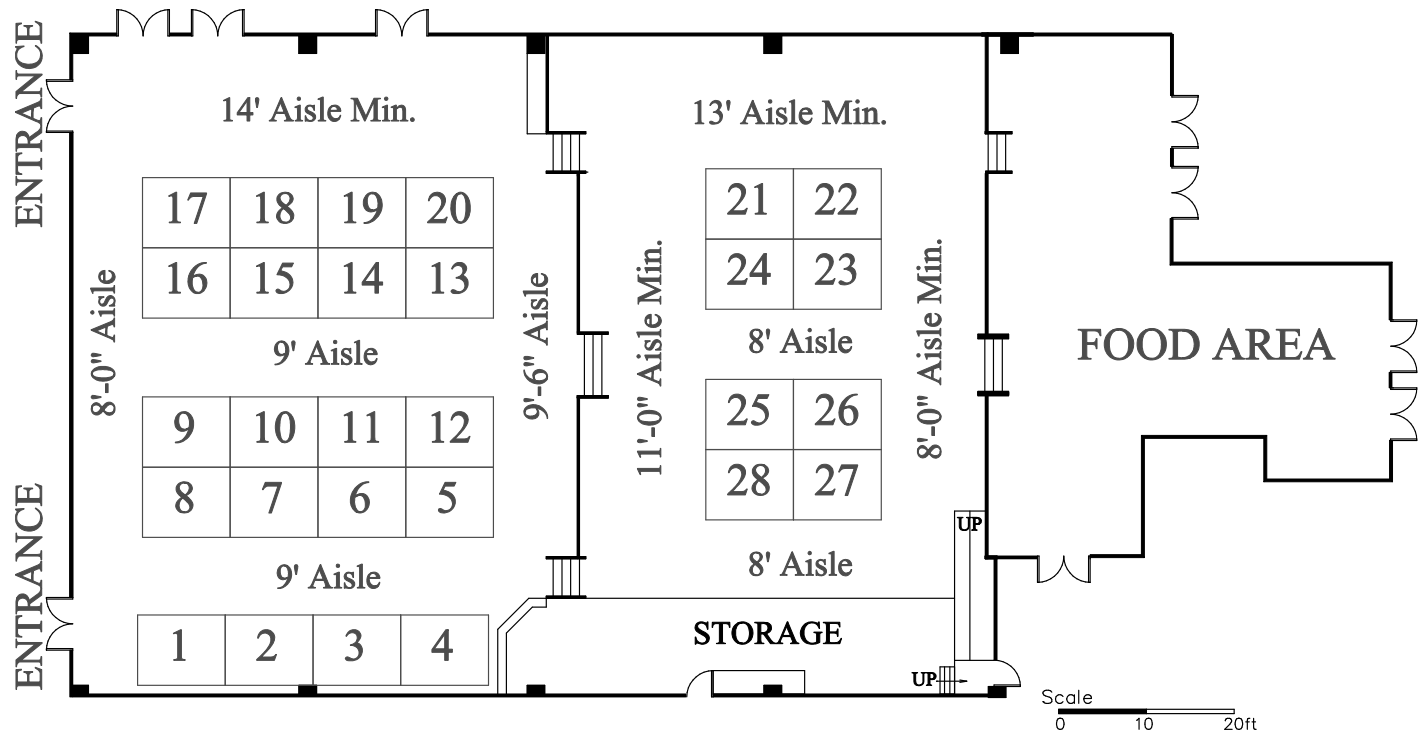 ENTRANCE
14' Aisle Min.
13' Aisle Min.
17 18 19 20
16 15 14 13
21 22
24 23
8'-0" Aisle
9' Aisle
9'-6" Aisle
11'-0" Aisle Min.
8' Aisle
8'-0" Aisle Min.
FOOD AREA
9 10 11 12
8 7 6 5
25 26
28 27
UP
ENTRANCE
9' Aisle
8' Aisle
1 2 3 4
STORAGE
UP
Scale
0 10 20ft